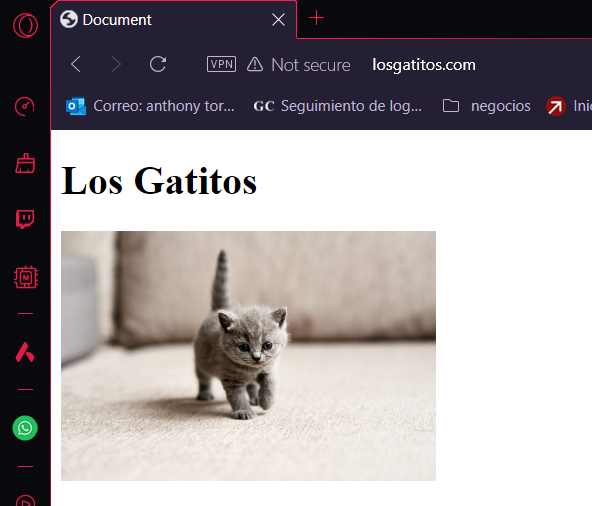 Document
VPN Not secure losgatitos.com
Correo: anthony tor... GC Seguimiento de log... negocios Inic
Los Gatitos